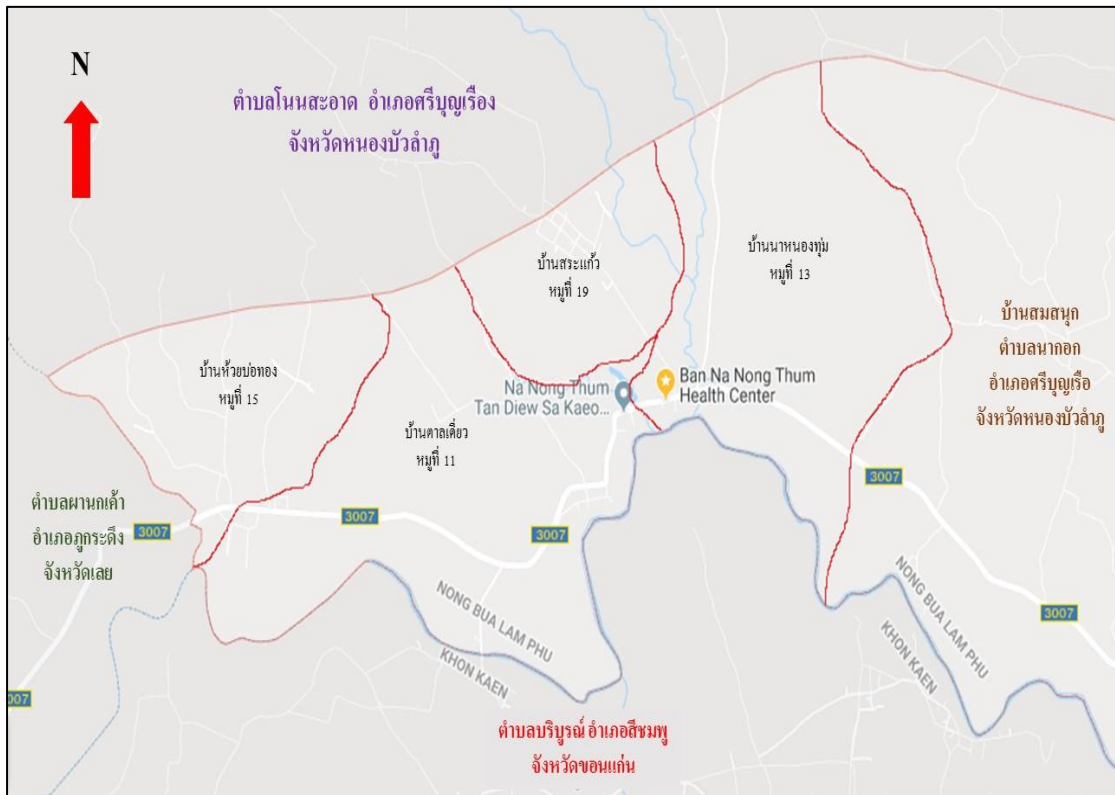 N
ตำบลโนนสะอาด อำเภอศรีบุญเรือง
จังหวัดหนองบัวลำภู
บ้านนาหนองทุ่ม
หมู่ที่ 13
บ้านสระแก้ว
หมู่ที่ 19
บ้านสมสนุก
ตำบลนากอก
อำเภอศรีบุญเรือ
จังหวัดหนองบัวลำภู
บ้านห้วยบ่อทอง
หมู่ที่ 15
Na Nong Thum
Tan Diew Sa Kaeo...
Ban Na Nong Thum
Health Center
บ้านตาลเดี่ยว
หมู่ที่ 11
3007
ตำบลผานกเค้า
อำเภอภูกระดึง
จังหวัดเลย
3007
3007
3007
NONG BUA LAM PHU
KHON KAEN
NONG BUA LAM PHU
KHON KAEN
3007
007
ตำบลบริบูรณ์ อำเภอสีชมพู
จังหวัดขอนแก่น